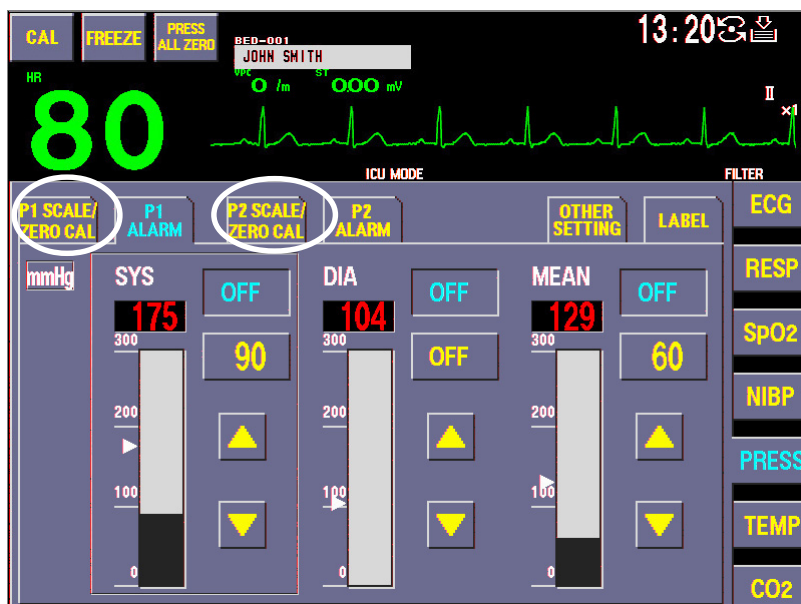 CAL
FREEZE
PRESS
ALL ZERO
BED-001
JOHN SMITH
13:20
HR
80
VPC
0 /m
ST
0.00 mV
II
×1
ICU MODE
FILTER
P1 SCALE/
ZERO CAL
P1
ALARM
P2 SCALE/
ZERO CAL
P2
ALARM
OTHER
SETTING
LABEL
ECG
RESP
SpO2
NIBP
PRESS
TEMP
CO2
mmHg
SYS
OFF
175
90
300
200
100
0
DIA
OFF
104
OFF
300
200
100
0
MEAN
OFF
129
60
300
200
100
0